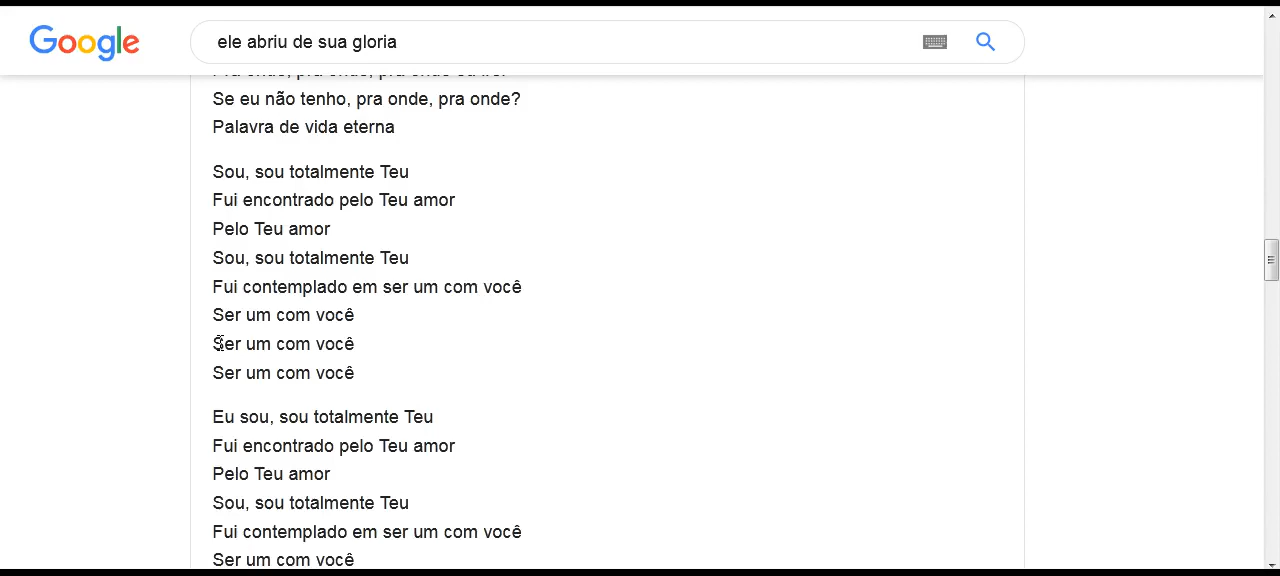 Google
ele abriu de sua gloria
Se eu não tenho, pra onde, pra onde?
Palavra de vida eterna
Sou, sou totalmente Teu
Fui encontrado pelo Teu amor
Pelo Teu amor
Sou, sou totalmente Teu
Fui contemplado em ser um com você
Ser um com você
Ser um com você
Ser um com você
Eu sou, sou totalmente Teu
Fui encontrado pelo Teu amor
Pelo Teu amor
Sou, sou totalmente Teu
Fui contemplado em ser um com você
Ser um com você